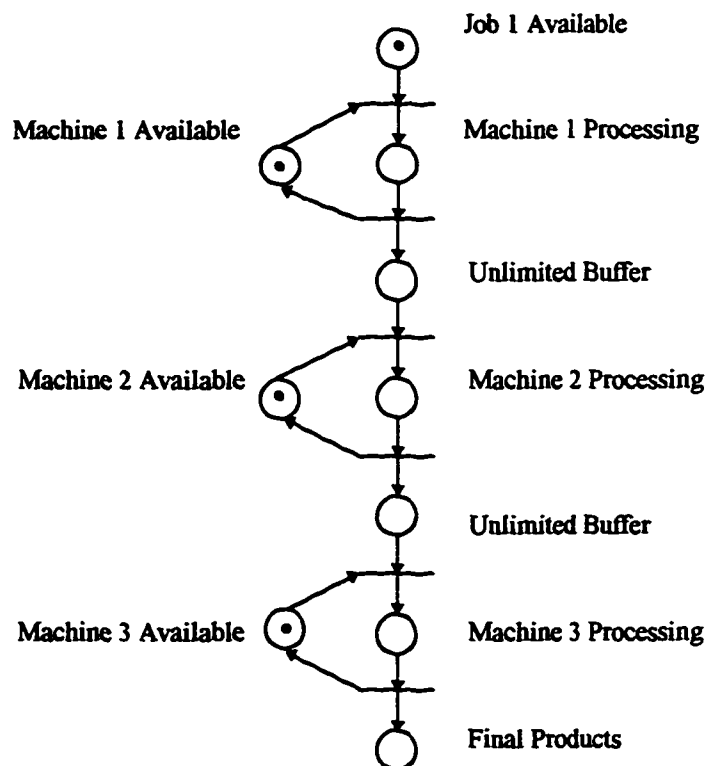 Job 1 Available
Machine 1 Available
Machine 1 Processing
Unlimited Buffer
Machine 2 Available
Machine 2 Processing
Unlimited Buffer
Machine 3 Available
Machine 3 Processing
Final Products